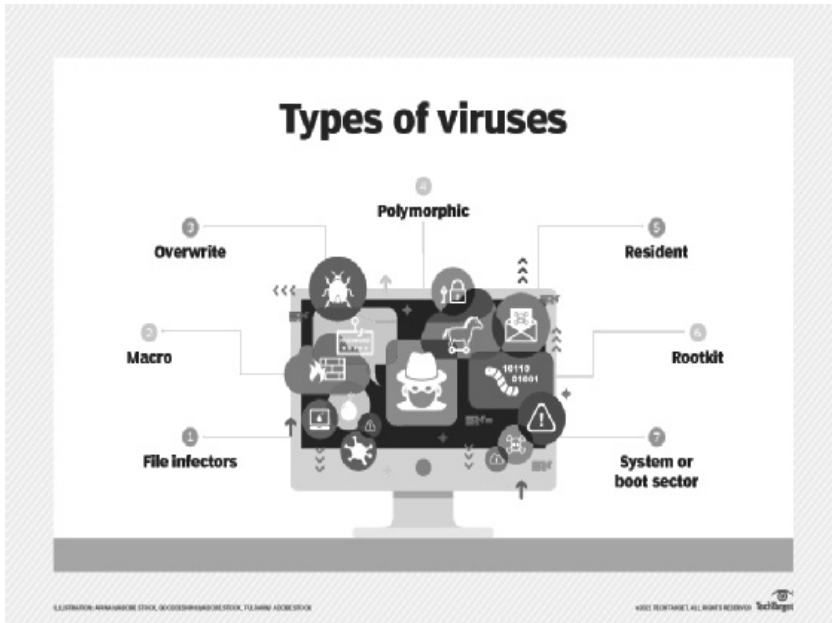 Types of viruses
4
Polymorphic
3
Overwrite
5
Resident
2
Macro
6
Rootkit
1
File infectors
7
System or
boot sector
10110
01001
TechTarget